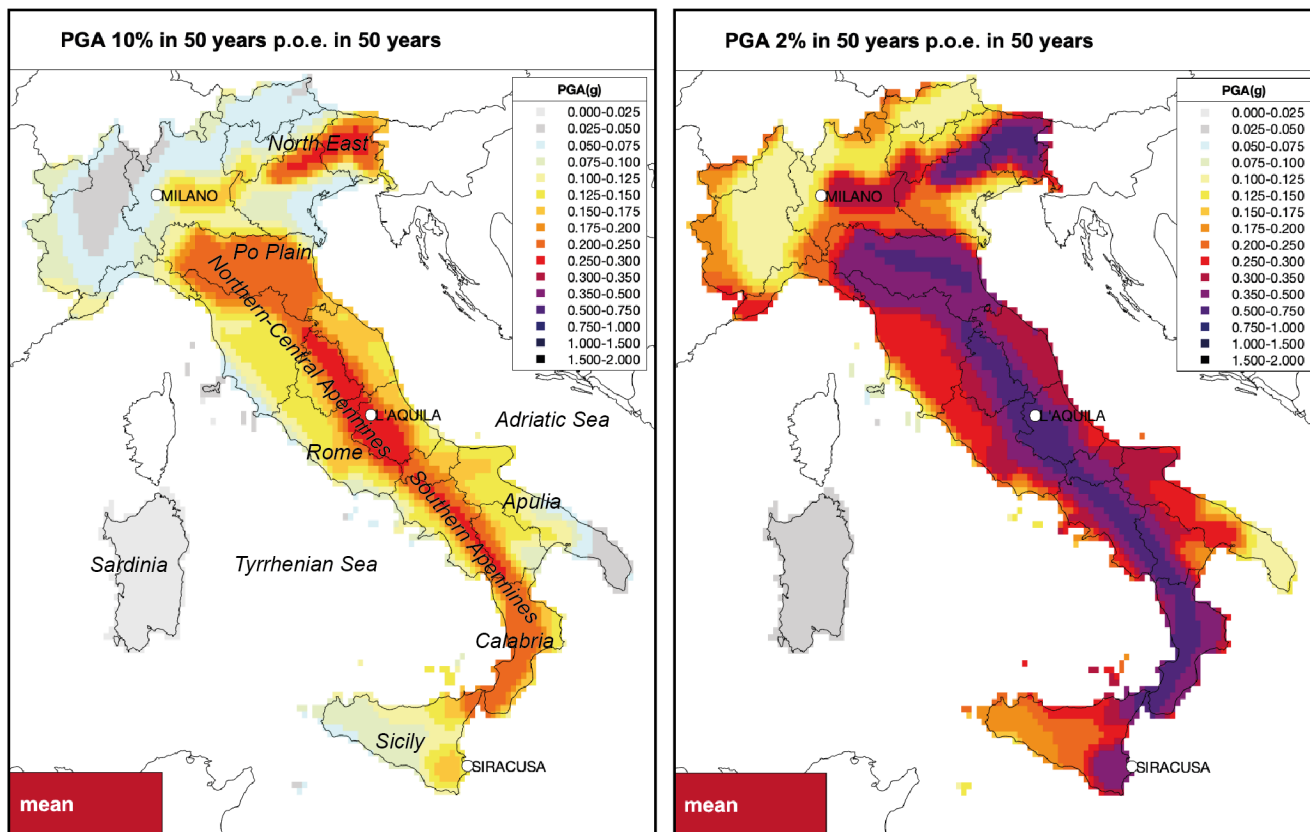 PGA 10% in 50 years p.o.e. in 50 years
PGA(g)
0.000-0.025
0.025-0.050
0.050-0.075
0.075-0.100
0.100-0.125
0.125-0.150
0.150-0.175
0.175-0.200
0.200-0.250
0.250-0.300
0.300-0.350
0.350-0.500
0.500-0.750
0.750-1.000
1.000-1.500
1.500-2.000
North East
MILANO
Po Plain
Northern-Central Apennines
L'AQUILA
Adriatic Sea
Rome
Southern Apennines
Apulia
Sardinia
Tyrrhenian Sea
Calabria
Sicily
SIRACUSA
mean
PGA 2% in 50 years p.o.e. in 50 years
PGA(g)
0.000-0.025
0.025-0.050
0.050-0.075
0.075-0.100
0.100-0.125
0.125-0.150
0.150-0.175
0.175-0.200
0.200-0.250
0.250-0.300
0.300-0.350
0.350-0.500
0.500-0.750
0.750-1.000
1.000-1.500
1.500-2.000
MILANO
L'AQUILA
SIRACUSA
mean